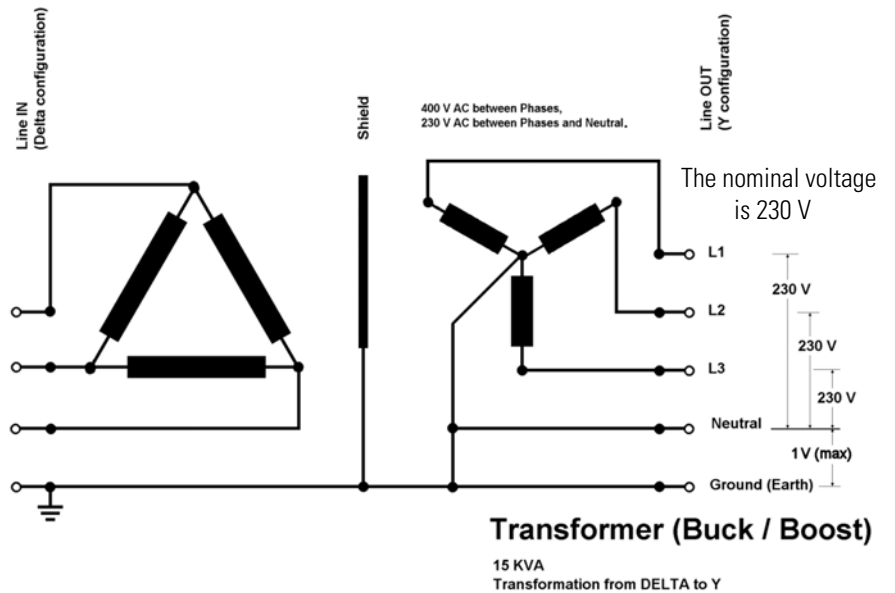 Line IN
(Delta configuration)
Shield
400 V AC between Phases,
230 V AC between Phases and Neutral.
Line OUT
(Y configuration)
The nominal voltage
is 230 V
L1
230 V
L2
230 V
L3
230 V
Neutral
1V (max)
Ground (Earth)
Transformer (Buck / Boost)
15 KVA
Transformation from DELTA to Y